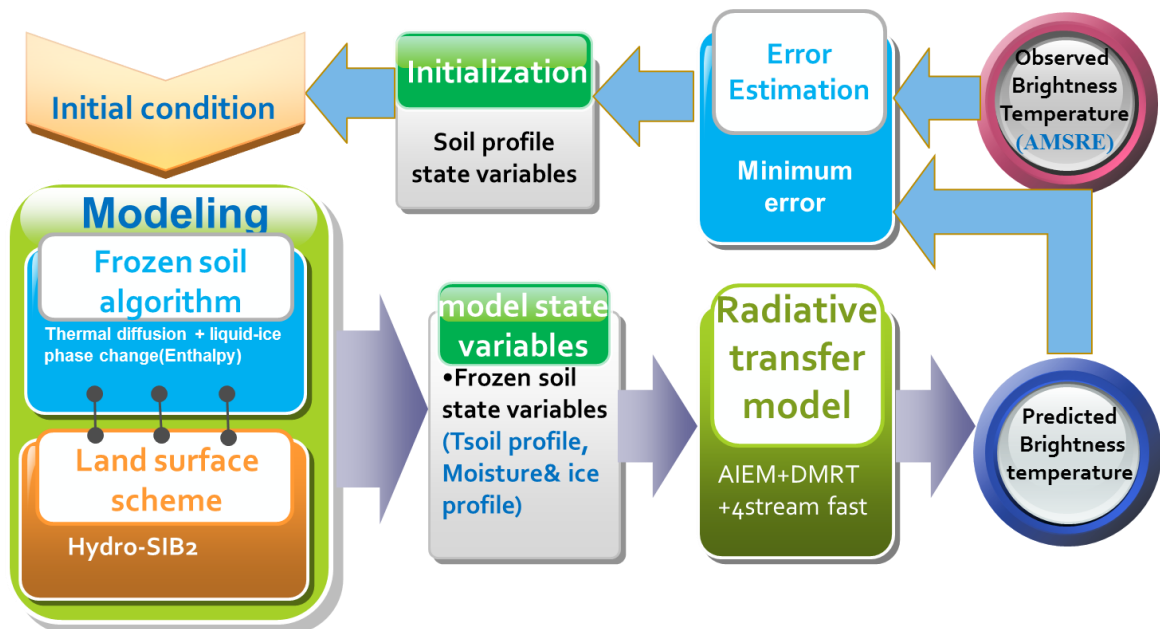 Initial condition
Initialization
Soil profile
state variables
Error
Estimation
Minimum
error
Observed
Brightness
Temperature
(AMSRE)
Modeling
Frozen soil
algorithm
Thermal diffusion + liquid-ice
phase change(Enthalpy)
Land surface
scheme
Hydro-SIB2
model state
variables
•Frozen soil
state variables
(Tsoil profile,
Moisture& ice
profile)
Radiative
transfer
model
AIEM+DMRT
+4stream fast
Predicted
Brightness
temperature